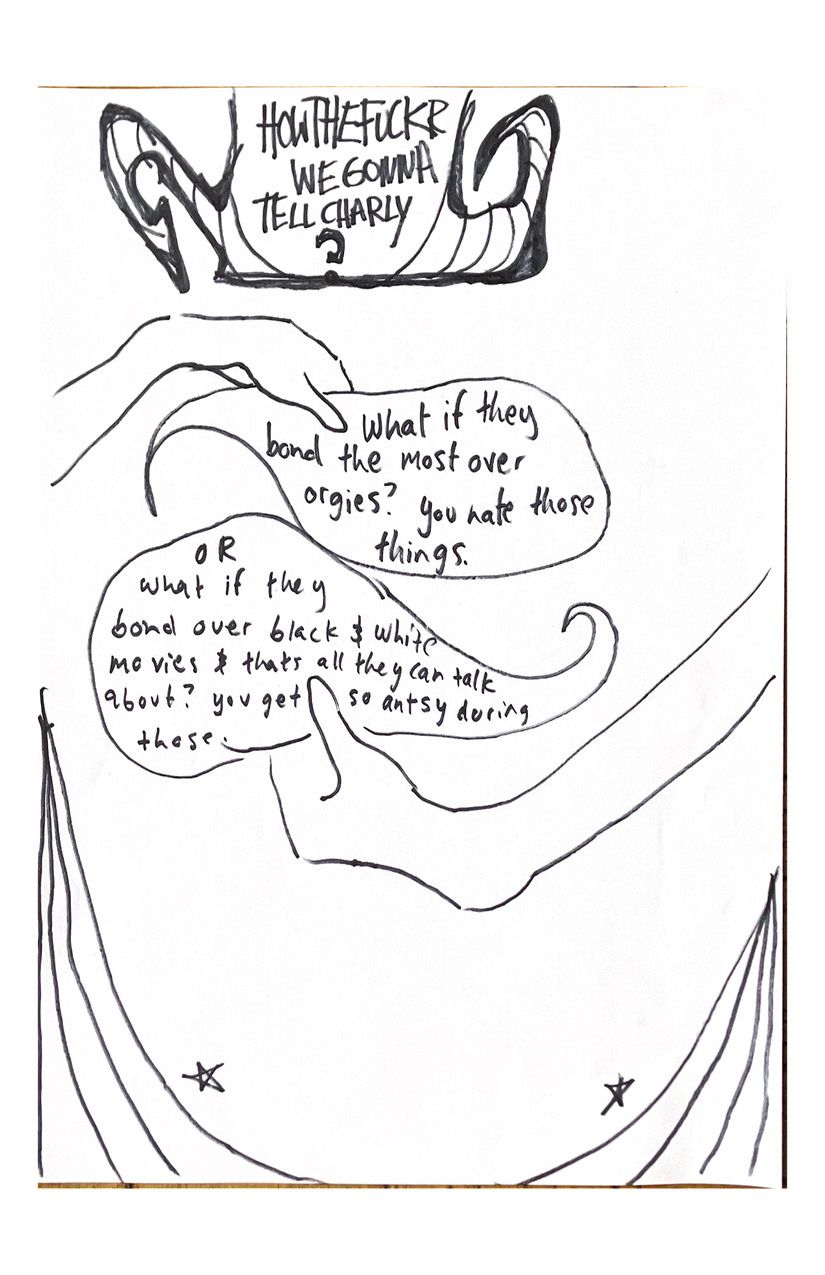 HOWTHEFUCKR
WE GONNA
TELL CHARLY
?
What if they
bond the most over
orgies? you hate those
things.
OR
what if they
bond over black & white
movies & thats all they can talk
about? you get so antsy during
those.